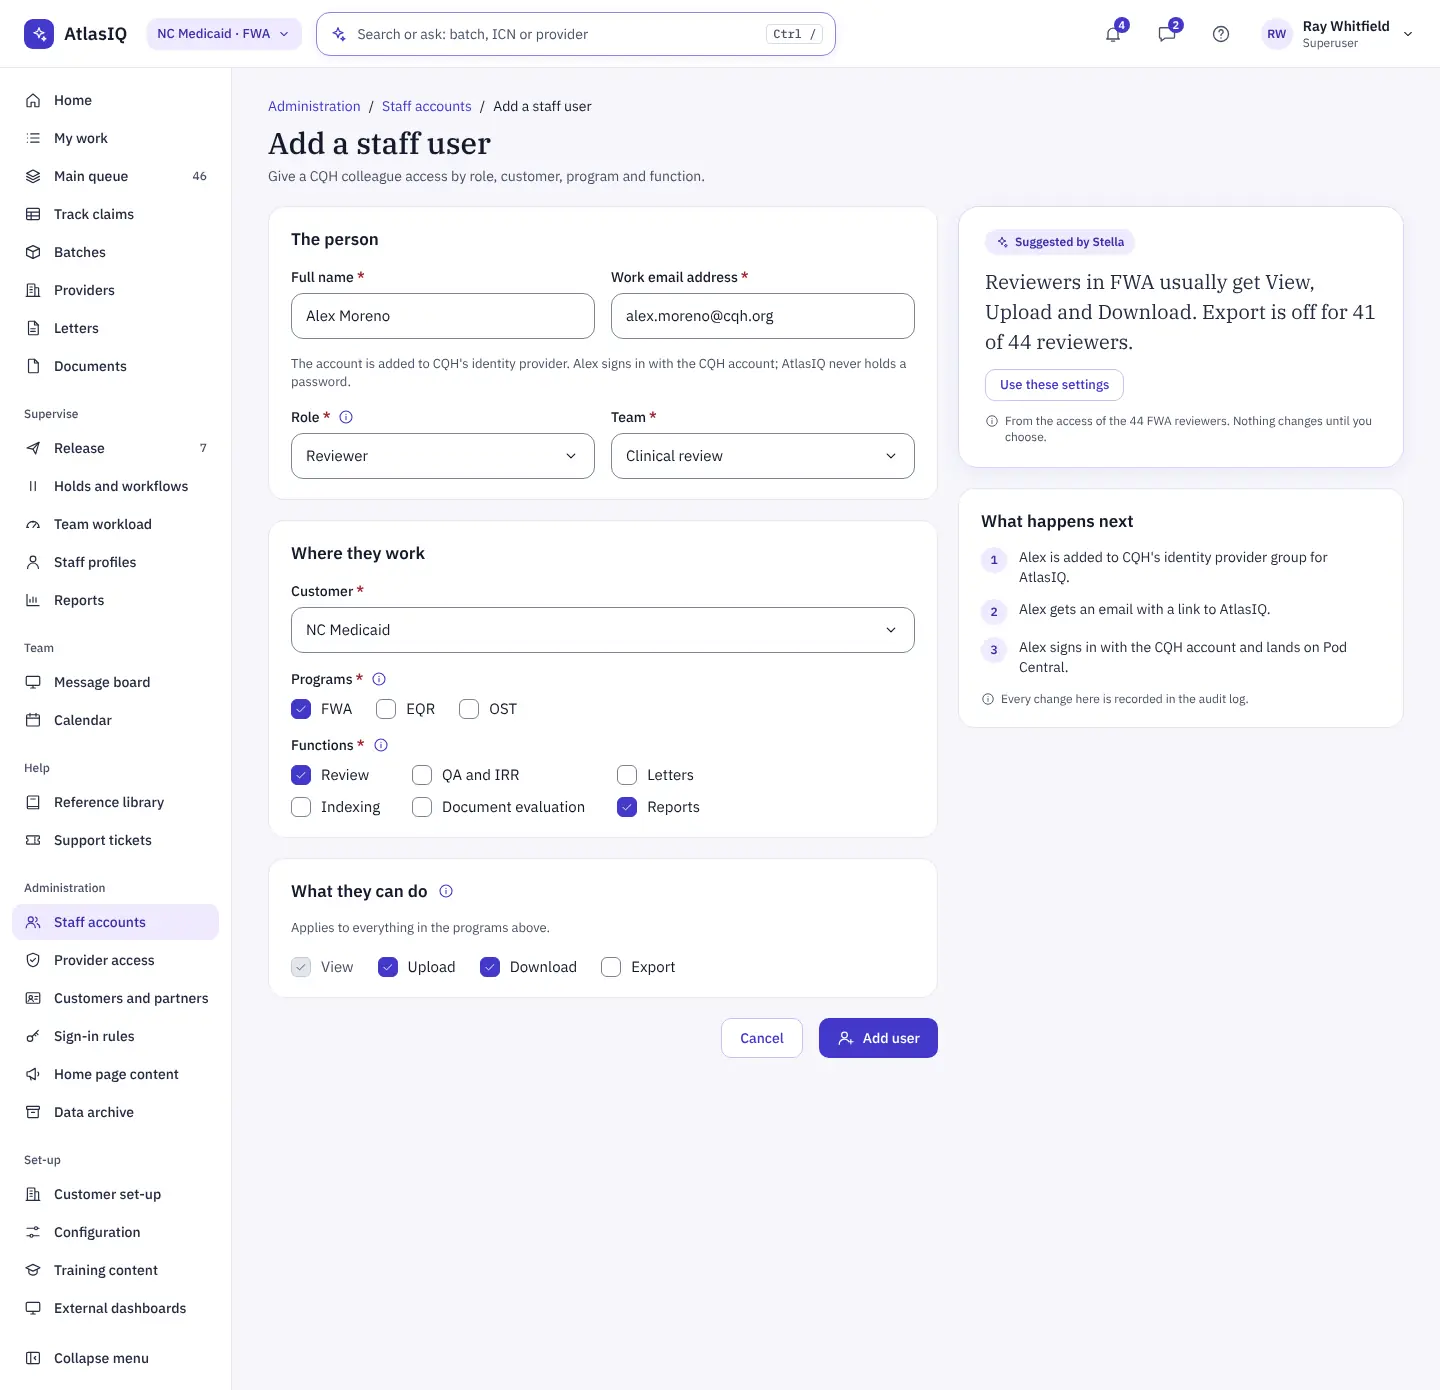 AtlasIQ
NC Medicaid · FWA
Search or ask: batch, ICN or provider
Ctrl /
4
2
RW
Ray Whitfield
Superuser
Home
My work
Main queue 46
Track claims
Batches
Providers
Letters
Documents
Supervise
Release 7
Holds and workflows
Team workload
Staff profiles
Reports
Team
Message board
Calendar
Help
Reference library
Support tickets
Administration
Staff accounts
Provider access
Customers and partners
Sign-in rules
Home page content
Data archive
Set-up
Customer set-up
Configuration
Training content
External dashboards
Collapse menu
Administration / Staff accounts / Add a staff user
Add a staff user
Give a CQH colleague access by role, customer, program and function.
The person
Full name *
Work email address *
Alex Moreno
alex.moreno@cqh.org
The account is added to CQH's identity provider. Alex signs in with the CQH account; AtlasIQ never holds a
password.
Role *
Team *
Reviewer
Clinical review
Where they work
Customer *
NC Medicaid
Programs *
FWA EQR OST
Functions *
Review QA and IRR Letters
Indexing Document evaluation Reports
What they can do
Applies to everything in the programs above.
View Upload Download Export
Cancel
Add user
Suggested by Stella
Reviewers in FWA usually get View,
Upload and Download. Export is off for 41
of 44 reviewers.
Use these settings
From the access of the 44 FWA reviewers. Nothing changes until you
choose.
What happens next
1 Alex is added to CQH's identity provider group for
AtlasIQ.
2 Alex gets an email with a link to AtlasIQ.
3 Alex signs in with the CQH account and lands on Pod
Central.
Every change here is recorded in the audit log.